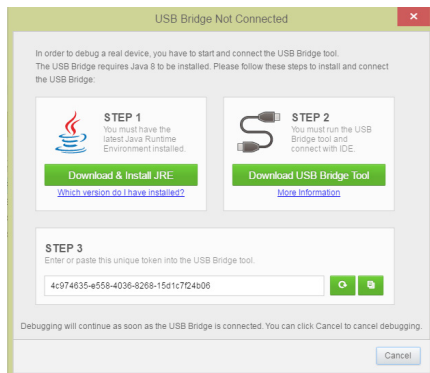 USB Bridge Not Connected
In order to debug a real device, you have to start and connect the USB Bridge tool.
The USB Bridge requires Java 8 to be installed. Please follow these steps to install and connect
the USB Bridge:
STEP 1
You must have the
latest Java Runtime
Environment installed.
Download & Install JRE
Which version do I have installed?
STEP 2
You must run the USB
Bridge tool and
connect with IDE.
Download USB Bridge Tool
More Information
STEP 3
Enter or paste this unique token into the USB Bridge tool.
4c974635-e558-4036-8268-15d1c7f24b06
Debugging will continue as soon as the USB Bridge is connected. You can click Cancel to cancel debugging.
Cancel